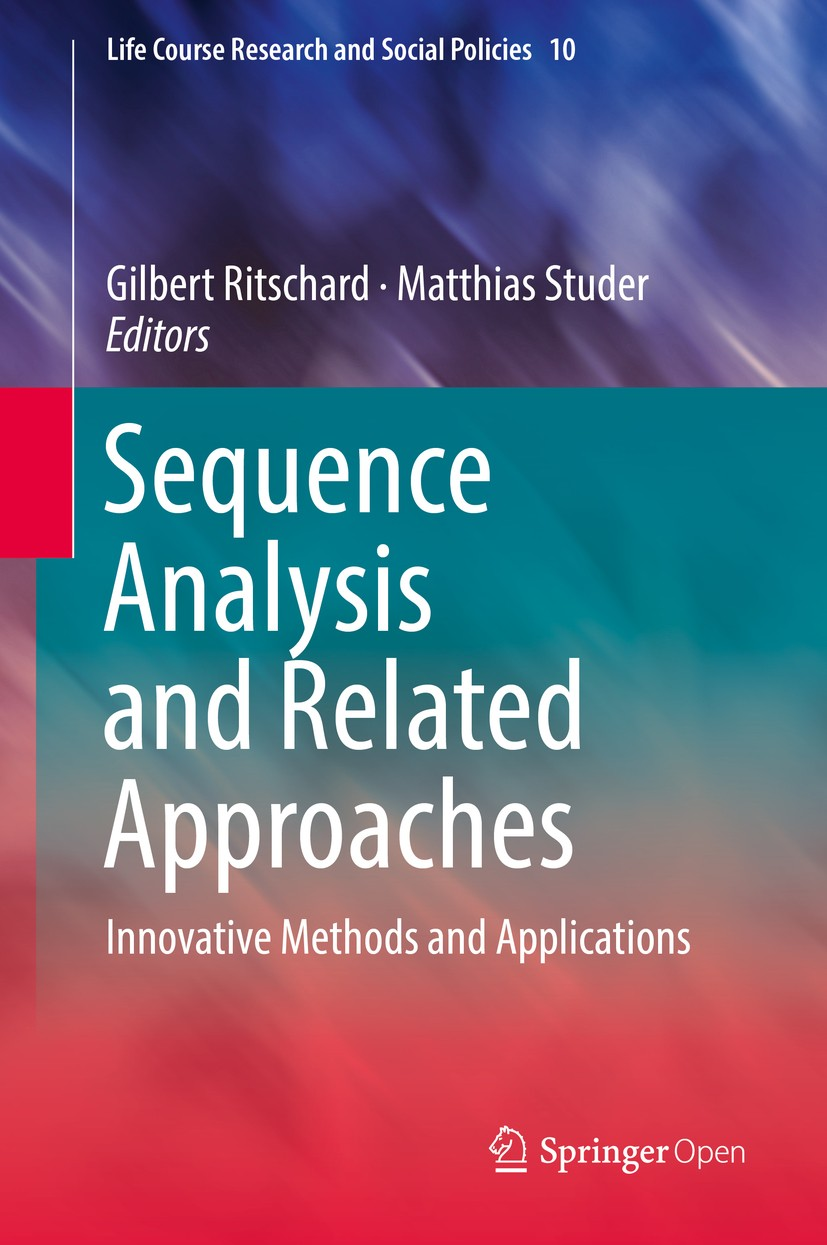 Life Course Research and Social Policies 10
Gilbert Ritschard · Matthias Studer
Editors
Sequence
Analysis
and Related
Approaches
Innovative Methods and Applications
Springer Open